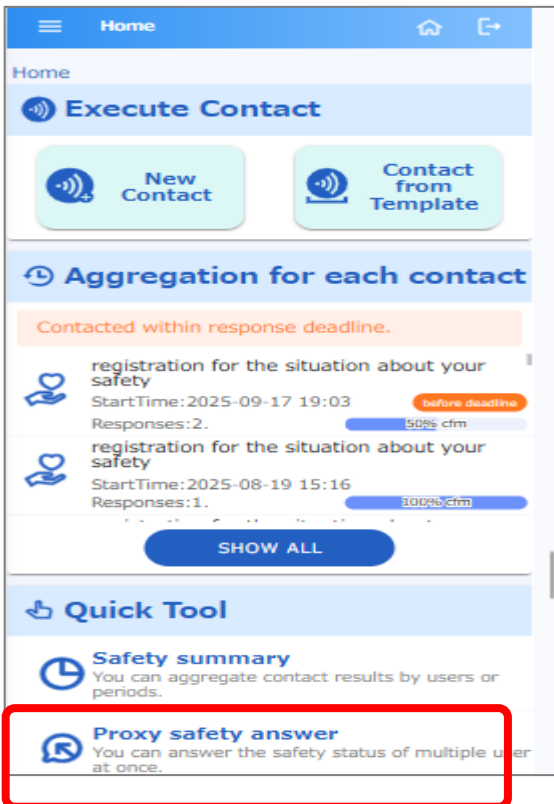 Home
Home
Execute Contact
New
Contact
Contact
from
Template
Aggregation for each contact
Contacted within response deadline.
registration for the situation about your
safety
StartTime:2025-09-17 19:03
before deadline
Responses:2.
50% cfm
registration for the situation about your
safety
StartTime:2025-08-19 15:16
Responses:1.
100% cfm
SHOW ALL
Quick Tool
Safety summary
You can aggregate contact results by users or
periods.
Proxy safety answer
You can answer the safety status of multiple user
at once.